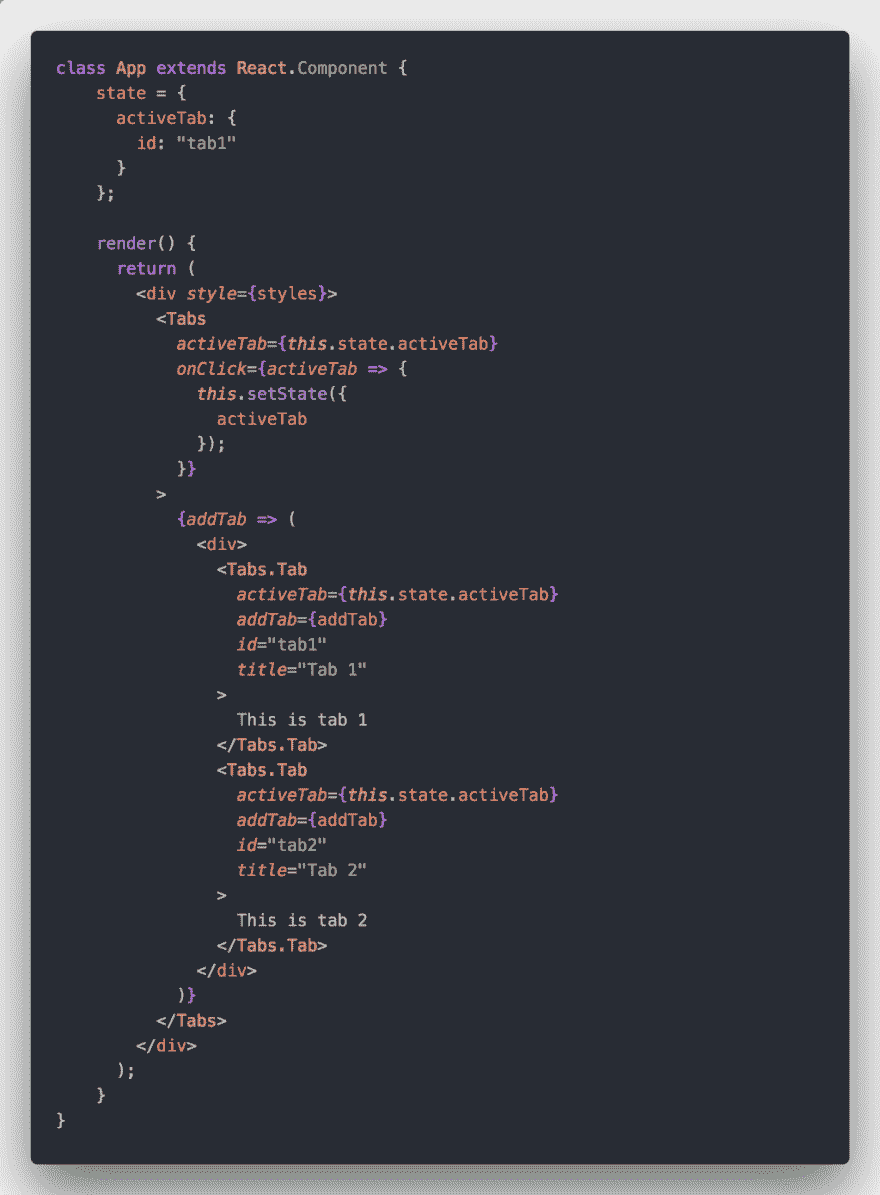 class App extends React.Component {
    state = {
      activeTab: {
        id: "tab1"
      }
    };

    render() {
      return (
        <div style={styles}>
          <Tabs
            activeTab={this.state.activeTab}
            onClick={activeTab => {
              this.setState({
                activeTab
              });
            }}
          >
            {addTab => (
              <div>
                <Tabs.Tab
                  activeTab={this.state.activeTab}
                  addTab={addTab}
                  id="tab1"
                  title="Tab 1"
                >
                  This is tab 1
                </Tabs.Tab>
                <Tabs.Tab
                  activeTab={this.state.activeTab}
                  addTab={addTab}
                  id="tab2"
                  title="Tab 2"
                >
                  This is tab 2
                </Tabs.Tab>
              </div>
            )}
          </Tabs>
        </div>
      );
    }
}